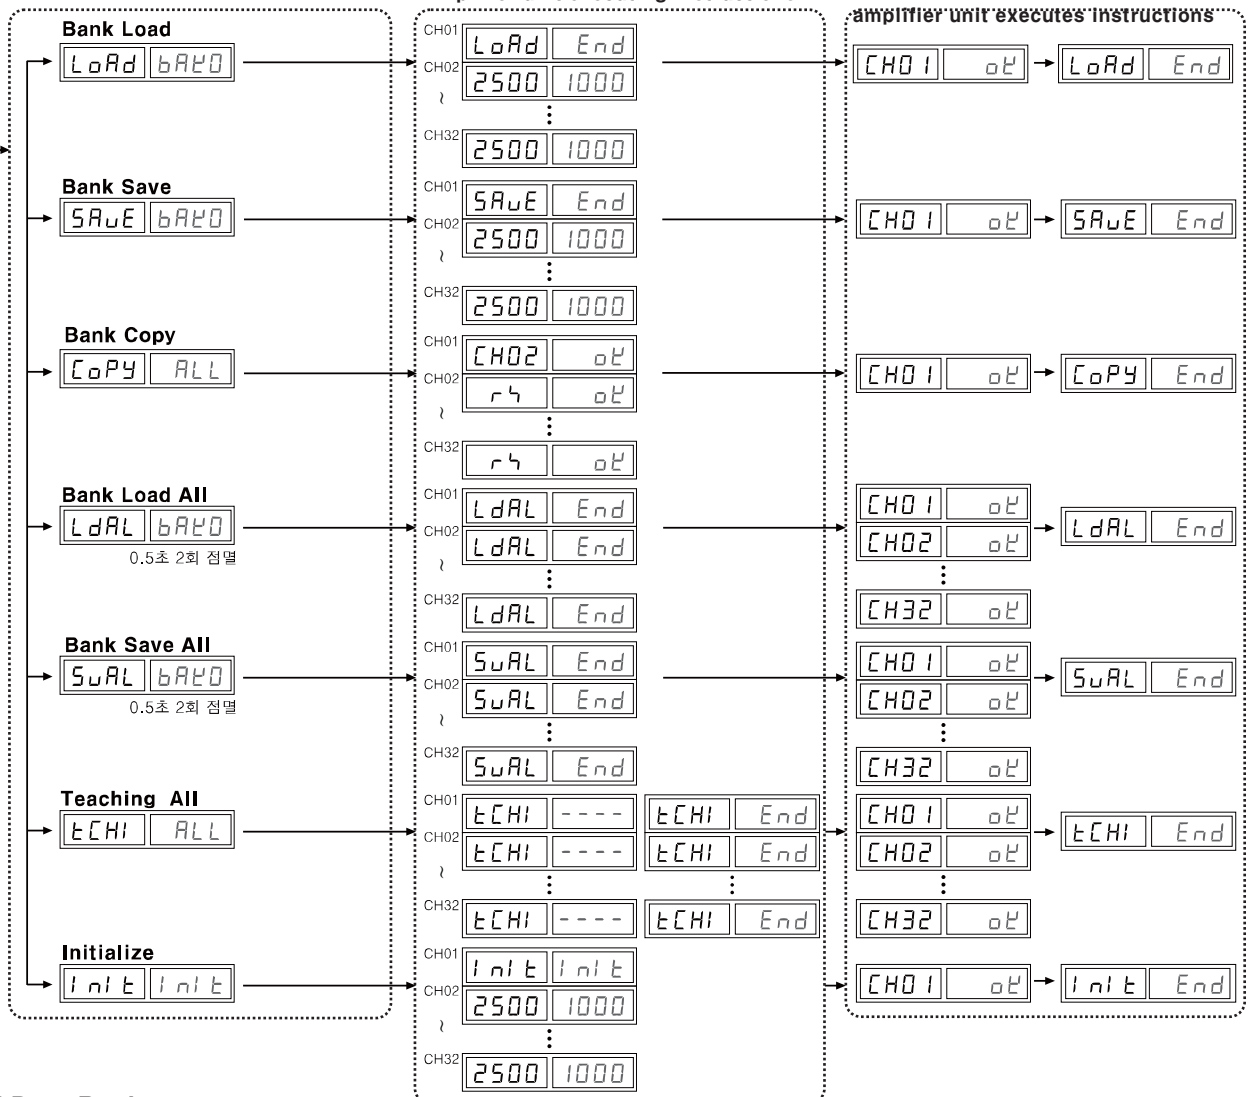 amplifier unit executes instructions
Bank Load
LoAd bAK0
CH01 LoAd End
CH02 2500 1000
~
CH32 2500 1000
CH01 oK
LoAd End
Bank Save
SAvE bAK0
CH01 SAvE End
CH02 2500 1000
~
CH32 2500 1000
CH01 oK
SAvE End
Bank Copy
CoPY ALL
CH01 CH02 oK
CH02 oK
~
CH32 oK
CH01 oK
CoPY End
Bank Load All
LdAL bAK0
0.5초 2회 점멸
CH01 LdAL End
CH02 LdAL End
~
CH32 LdAL End
CH01 oK
CH02 oK
CH32 oK
LdAL End
Bank Save All
SvAL bAK0
0.5초 2회 점멸
CH01 SvAL End
CH02 SvAL End
~
CH32 SvAL End
CH01 oK
CH02 oK
CH32 oK
SvAL End
Teaching All
tCHI ALL
CH01 tCHI ---- tCHI End
CH02 tCHI ---- tCHI End
~
CH32 tCHI ---- tCHI End
CH01 oK
CH02 oK
CH32 oK
tCHI End
Initialize
InIt InIt
CH01 InIt InIt
CH02 2500 1000
~
CH32 2500 1000
CH01 oK
InIt End